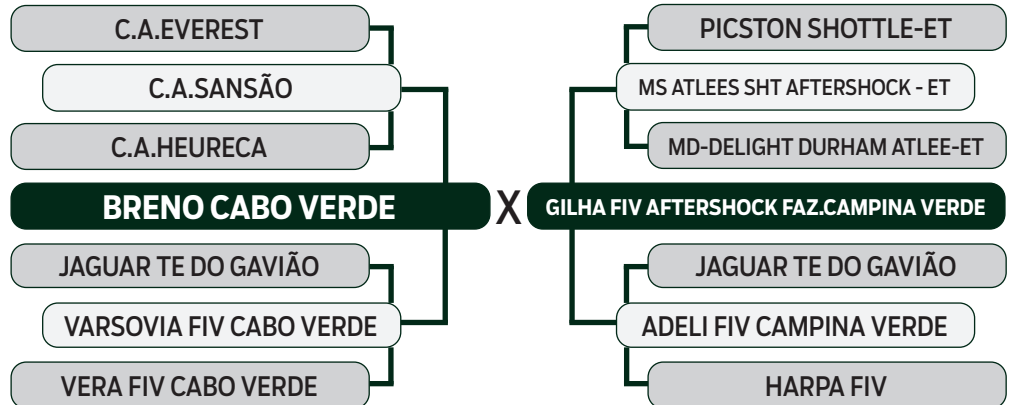 C.A.EVEREST
C.A.SANSÃO
C.A.HEURECA
BRENO CABO VERDE
JAGUAR TE DO GAVIÃO
VARSOVIA FIV CABO VERDE
VERA FIV CABO VERDE
X
PICSTON SHOTTLE-ET
MS ATLEES SHT AFTERSHOCK - ET
MD-DELIGHT DURHAM ATLEE-ET
GILHA FIV AFTERSHOCK FAZ.CAMPINA VERDE
JAGUAR TE DO GAVIÃO
ADELI FIV CAMPINA VERDE
HARPA FIV